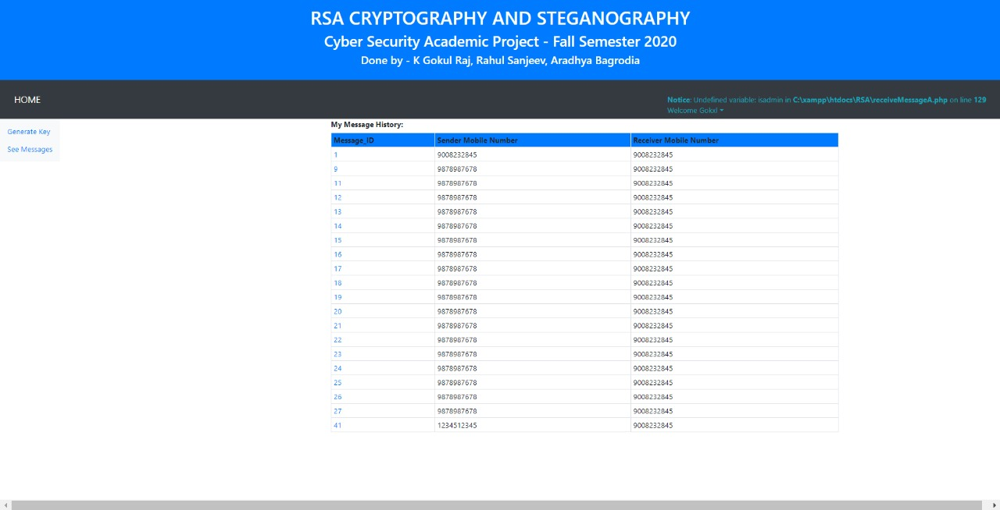 RSA CRYPTOGRAPHY AND STEGANOGRAPHY
Cyber Security Academic Project - Fall Semester 2020
Done by - K Gokul Raj, Rahul Sanjeev, Aradhya Bagrodia
HOME
Notice: Undefined variable: isadmin in C:\xampp\htdocs\RSA\receiveMessageA.php on line 129
Welcome Gokxl
Generate Key
See Messages
My Message History:
Message_ID Sender Mobile Number Receiver Mobile Number
1 9008232845 9008232845
9 9878987678 9008232845
11 9878987678 9008232845
12 9878987678 9008232845
13 9878987678 9008232845
14 9878987678 9008232845
15 9878987678 9008232845
16 9878987678 9008232845
17 9878987678 9008232845
18 9878987678 9008232845
19 9878987678 9008232845
20 9878987678 9008232845
21 9878987678 9008232845
22 9878987678 9008232845
23 9878987678 9008232845
24 9878987678 9008232845
25 9878987678 9008232845
26 9878987678 9008232845
27 9878987678 9008232845
41 1234512345 9008232845